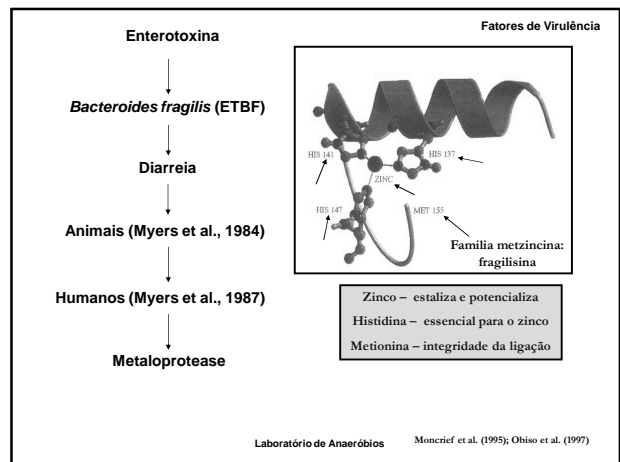 Fatores de Virulência
Enterotoxina
Bacteroides fragilis (ETBF)
Diarreia
Animais (Myers et al., 1984)
Humanos (Myers et al., 1987)
Metaloprotease
HIS 141
HIS 137
ZINC
HIS 147
MET 155
Familia metzincina:
fragilisina
Zinco – estaliza e potencializa
Histidina – essencial para o zinco
Metionina – integridade da ligação
Laboratório de Anaeróbios
Moncrief et al. (1995); Obiso et al. (1997)